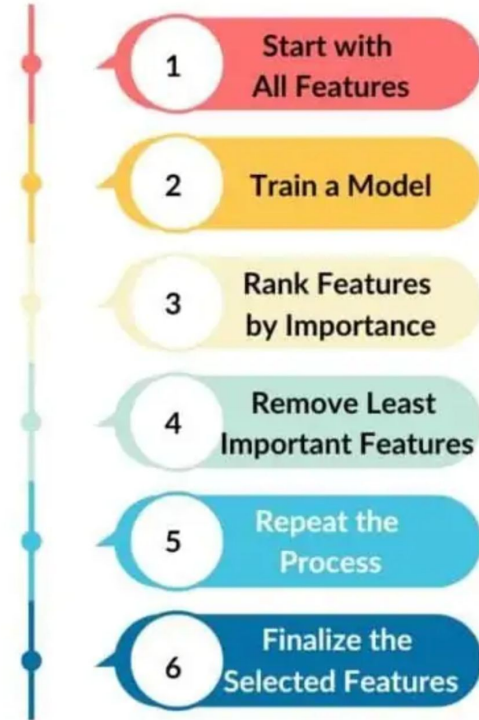 1
Start with
All Features
2
Train a Model
3
Rank Features
by Importance
4
Remove Least
Important Features
5
Repeat the
Process
6
Finalize the
Selected Features